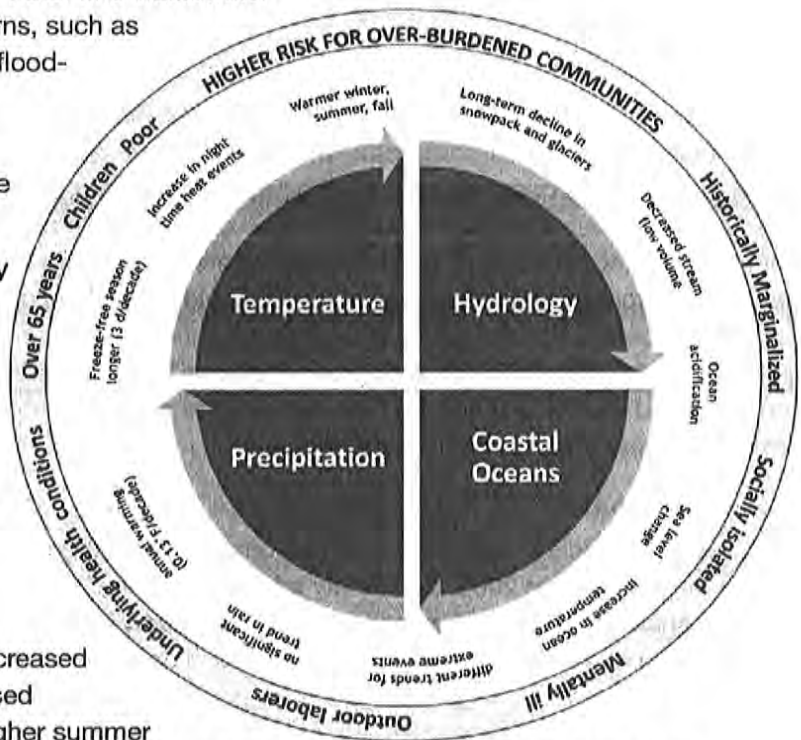 rns, such as
flood-
e
y
creased
sed
gher summer
HIGHER RISK FOR OVER-BURDENED COMMUNITIES
Historically Marginalized
Socially isolated
Mentally ill
Outdoor laborers
Underlying health conditions
Over 65 years
Children
Poor
Warmer winter,
summer, fall
Increase in night
time heat events
Freeze-free season
longer (3 d/decade)
annual warming
(0.13 F/decade)
no significant
trend in rain
different trends for
extreme events
Increase in ocean
temperature
Sea level
change
Ocean
acidification
Decreased stream
flow volume
Long-term decline in
snowpack and glaciers
Temperature
Hydrology
Precipitation
Coastal
Oceans